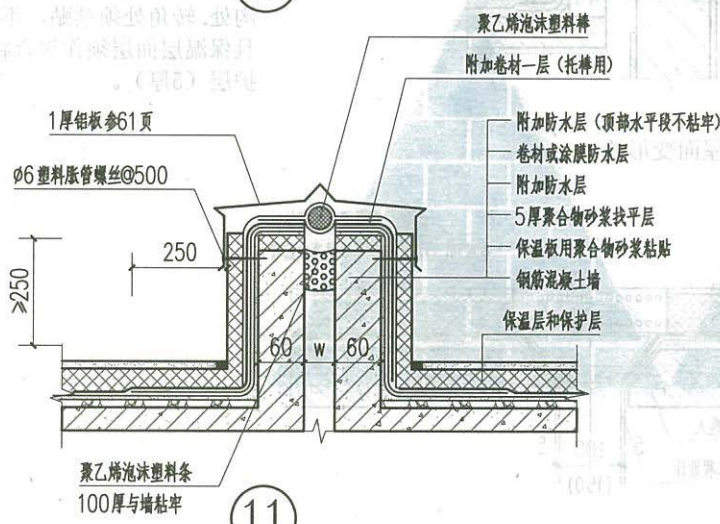 聚乙烯泡沫塑料棒
附加卷材一层（托棒用）
1厚铝板参61页
附加防水层（顶部水平段不粘牢）
卷材或涂膜防水层
ø6塑料胀管螺丝@500
附加防水层
5厚聚合物砂浆找平层
250
保温板用聚合物砂浆粘贴
≥250
钢筋混凝土墙
保温层和保护层
60 W 60
聚乙烯泡沫塑料条
100厚与墙粘牢
11